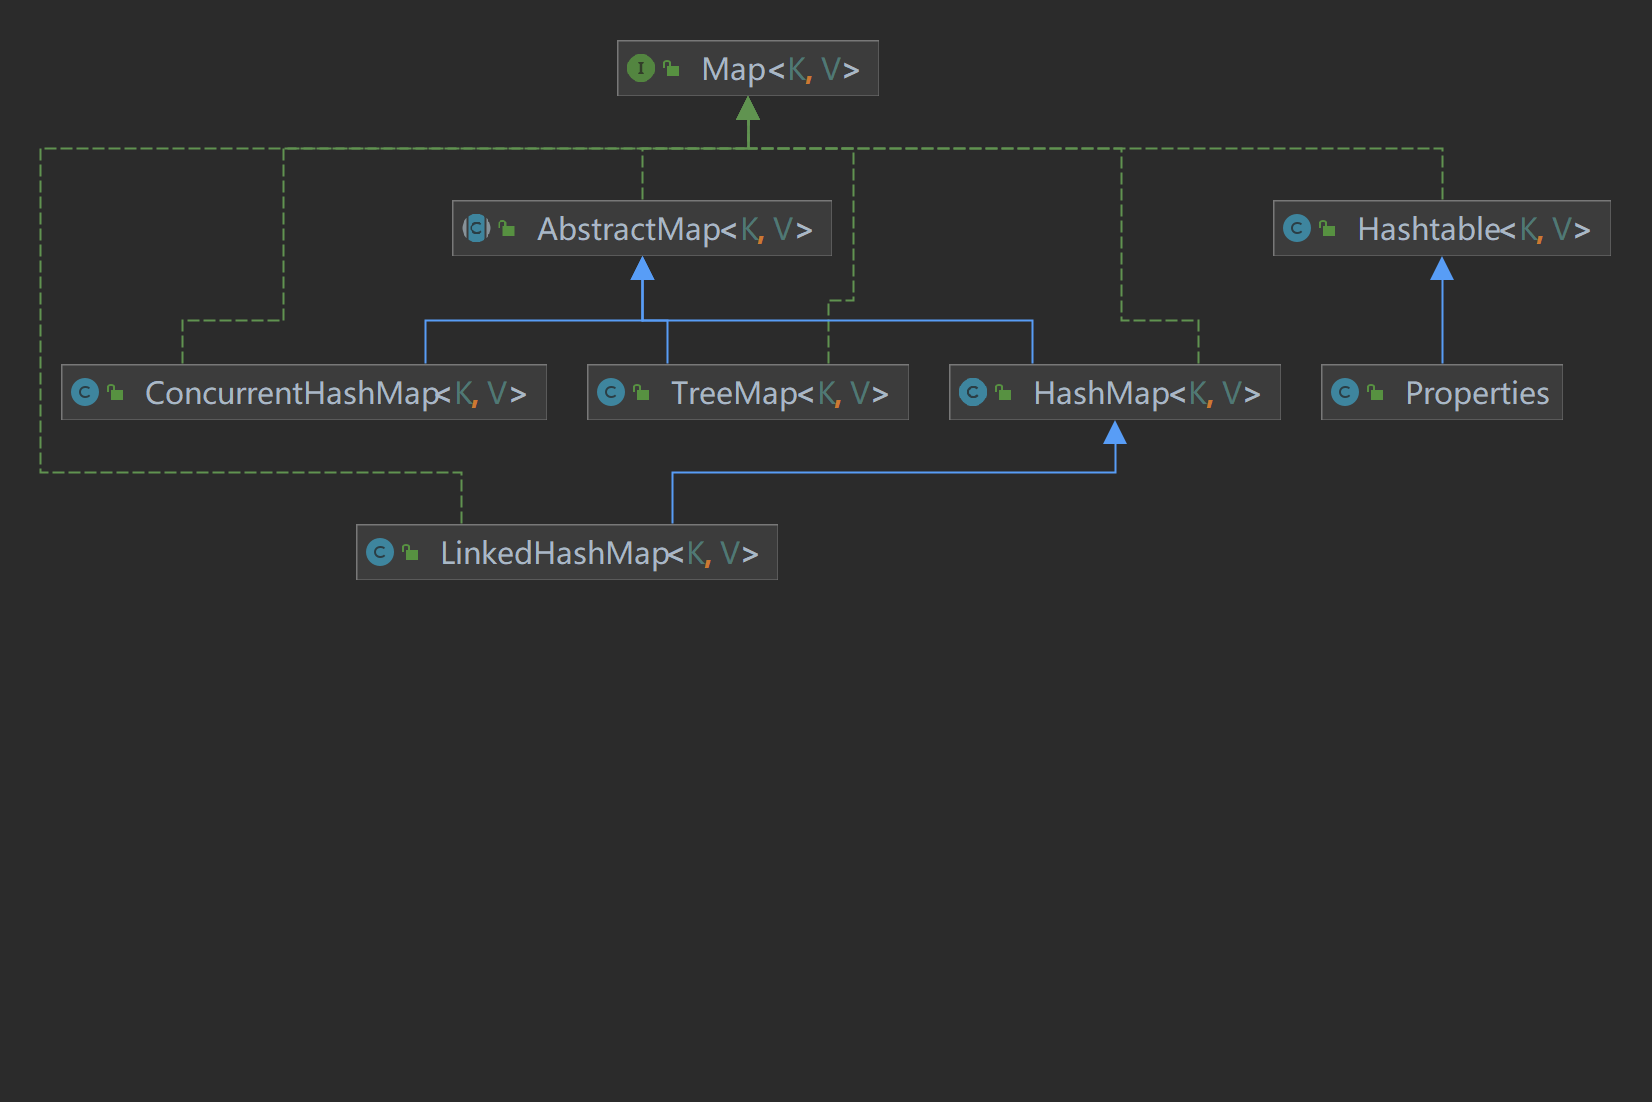 I Map<K, V>
C AbstractMap<K, V>
C Hashtable<K, V>
C ConcurrentHashMap<K, V>
C TreeMap<K, V>
C HashMap<K, V>
C Properties
C LinkedHashMap<K, V>